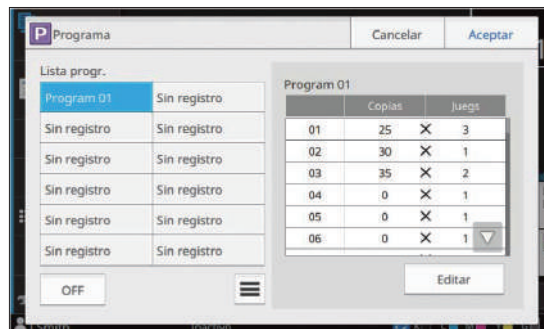 P Programa
Cancelar
Aceptar
Lista progr.
Program 01 Sin registro
Sin registro Sin registro
Sin registro Sin registro
Sin registro Sin registro
Sin registro Sin registro
Sin registro Sin registro
OFF
Program 01
Copias Juegs
01 25 X 3
02 30 X 1
03 35 X 2
04 0 X 1
05 0 X 1
06 0 X 1
Editar
J.Smith Inactivo